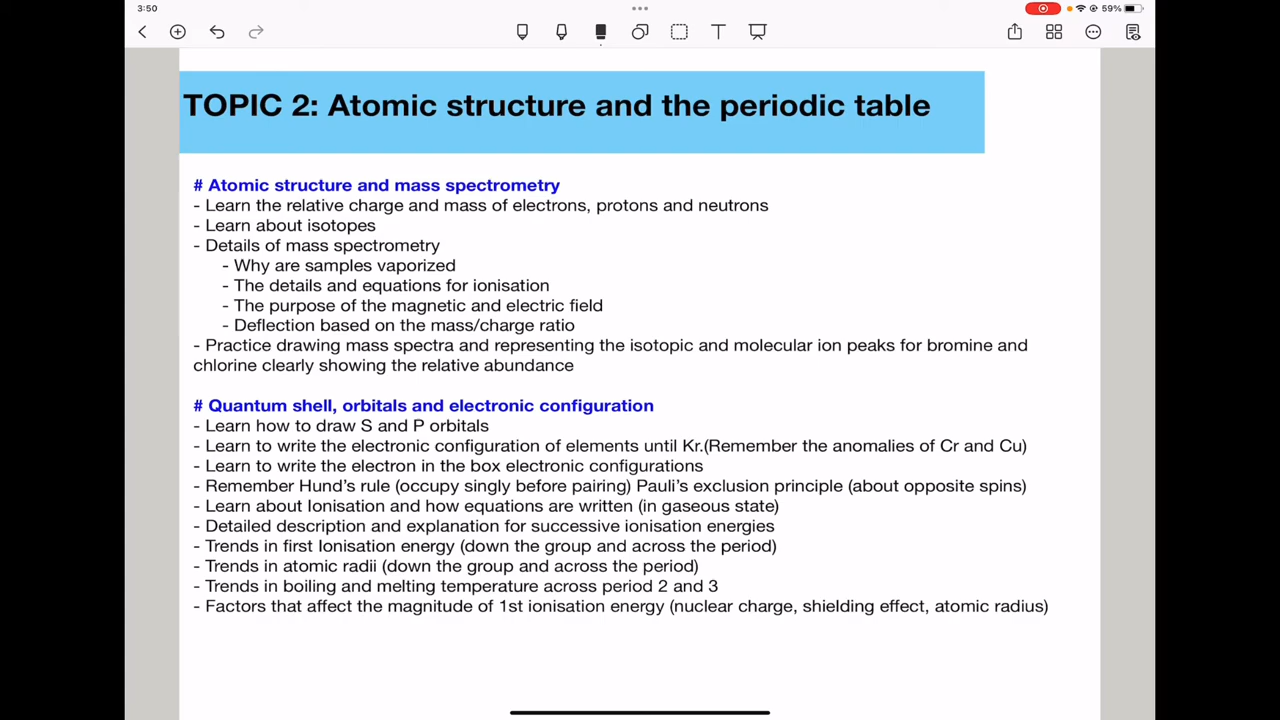 3:50
59%
TOPIC 2: Atomic structure and the periodic table
# Atomic structure and mass spectrometry
- Learn the relative charge and mass of electrons, protons and neutrons
- Learn about isotopes
- Details of mass spectrometry
- Why are samples vaporized
- The details and equations for ionisation
- The purpose of the magnetic and electric field
- Deflection based on the mass/charge ratio
- Practice drawing mass spectra and representing the isotopic and molecular ion peaks for bromine and
chlorine clearly showing the relative abundance
# Quantum shell, orbitals and electronic configuration
- Learn how to draw S and P orbitals
- Learn to write the electronic configuration of elements until Kr.(Remember the anomalies of Cr and Cu)
- Learn to write the electron in the box electronic configurations
- Remember Hund's rule (occupy singly before pairing) Pauli's exclusion principle (about opposite spins)
- Learn about Ionisation and how equations are written (in gaseous state)
- Detailed description and explanation for successive ionisation energies
- Trends in first Ionisation energy (down the group and across the period)
- Trends in atomic radii (down the group and across the period)
- Trends in boiling and melting temperature across period 2 and 3
- Factors that affect the magnitude of 1st ionisation energy (nuclear charge, shielding effect, atomic radius)